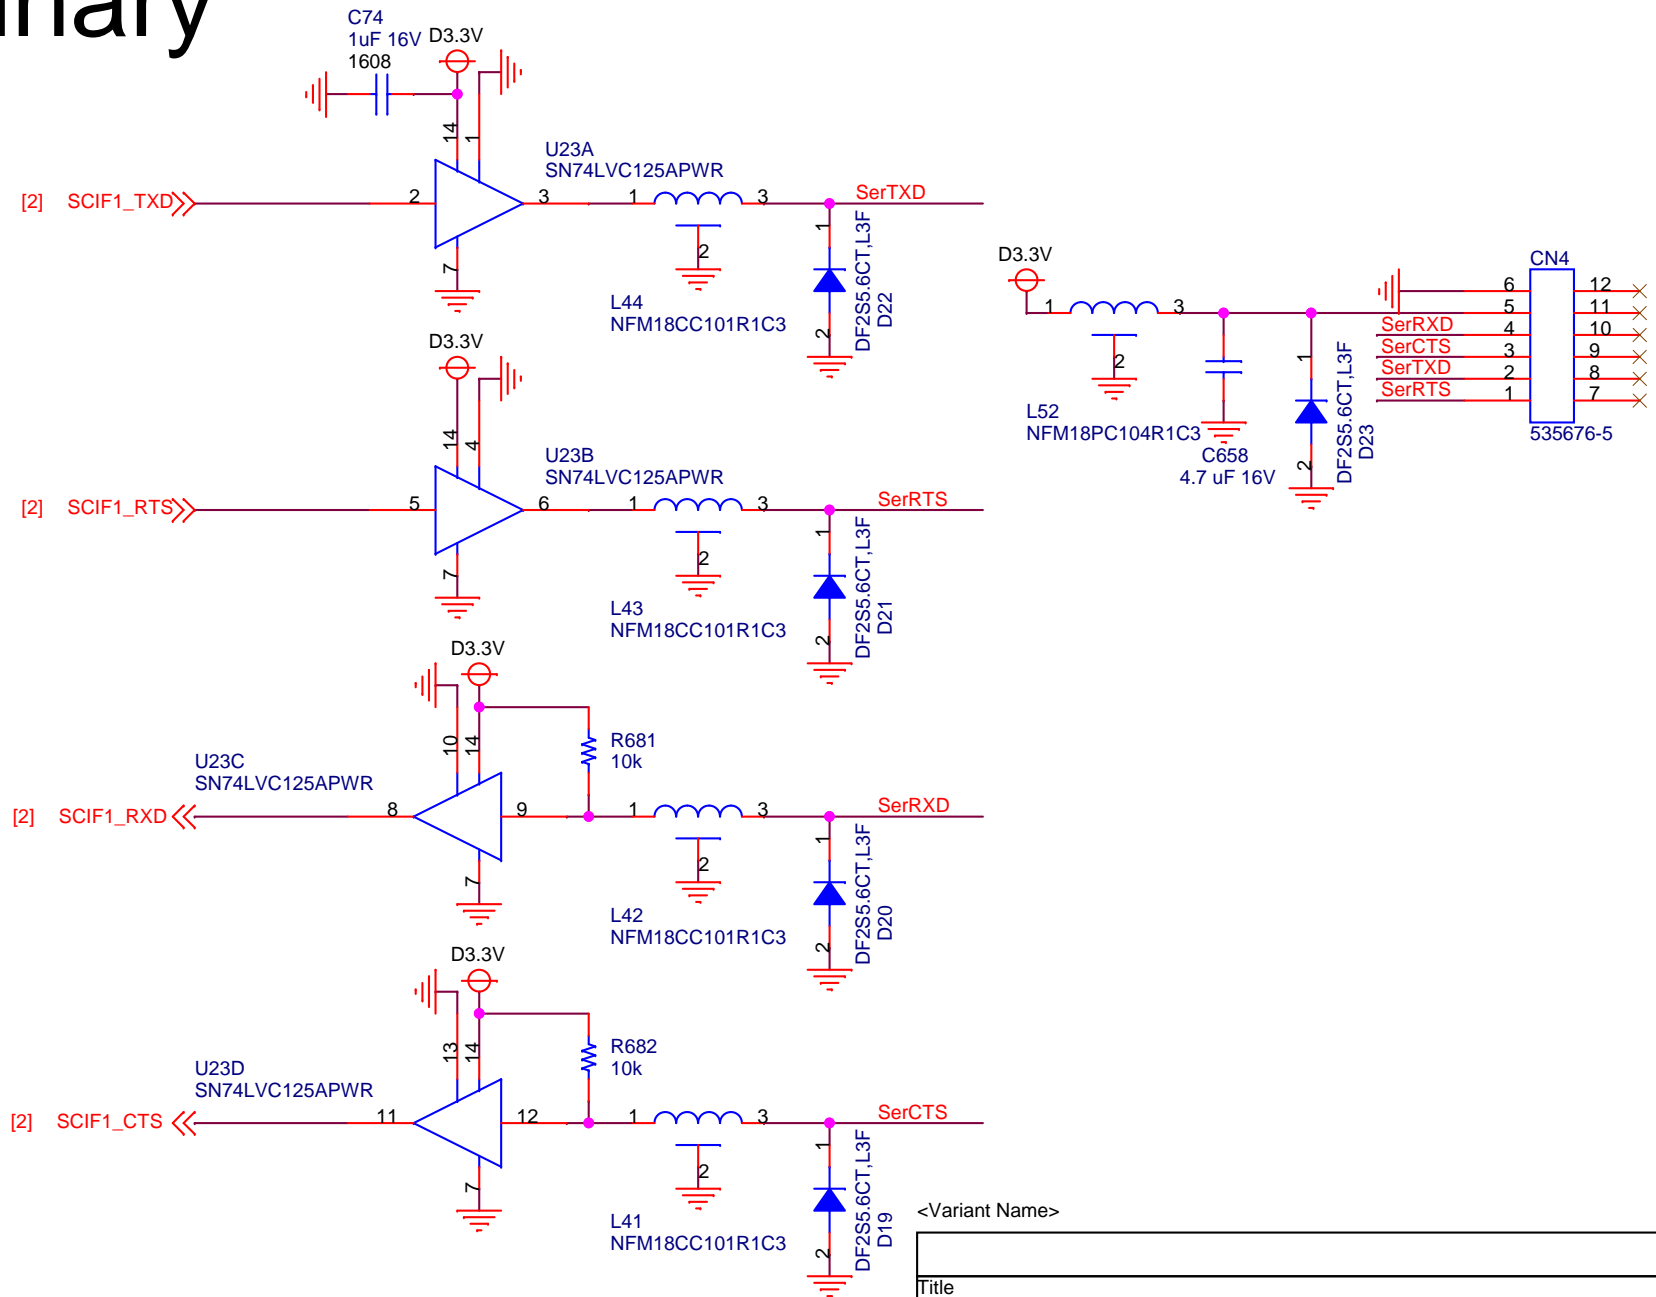 inary
C74
1uF 16V
1608
D3.3V
14
1
U23A
SN74LVC125APWR
[2] SCIF1_TXD
2
3
1
3
SerTXD
7
2
1
2
DF2S5.6CT,L3F
D22
L44
NFM18CC101R1C3
D3.3V
14
4
U23B
SN74LVC125APWR
[2] SCIF1_RTS
5
6
1
3
SerRTS
7
2
1
2
DF2S5.6CT,L3F
D21
L43
NFM18CC101R1C3
D3.3V
10
14
R681
10k
U23C
SN74LVC125APWR
[2] SCIF1_RXD
8
9
1
3
SerRXD
7
2
1
2
DF2S5.6CT,L3F
D20
L42
NFM18CC101R1C3
D3.3V
13
14
R682
10k
U23D
SN74LVC125APWR
[2] SCIF1_CTS
11
12
1
3
SerCTS
7
2
1
2
DF2S5.6CT,L3F
D19
L41
NFM18CC101R1C3
D3.3V
1
3
2
L52
NFM18PC104R1C3
C658
4.7 uF 16V
1
2
DF2S5.6CT,L3F
D23
CN4
6 12
5 11
SerRXD 4 10
SerCTS 3 9
SerTXD 2 8
SerRTS 1 7
535676-5
<Variant Name>
Title